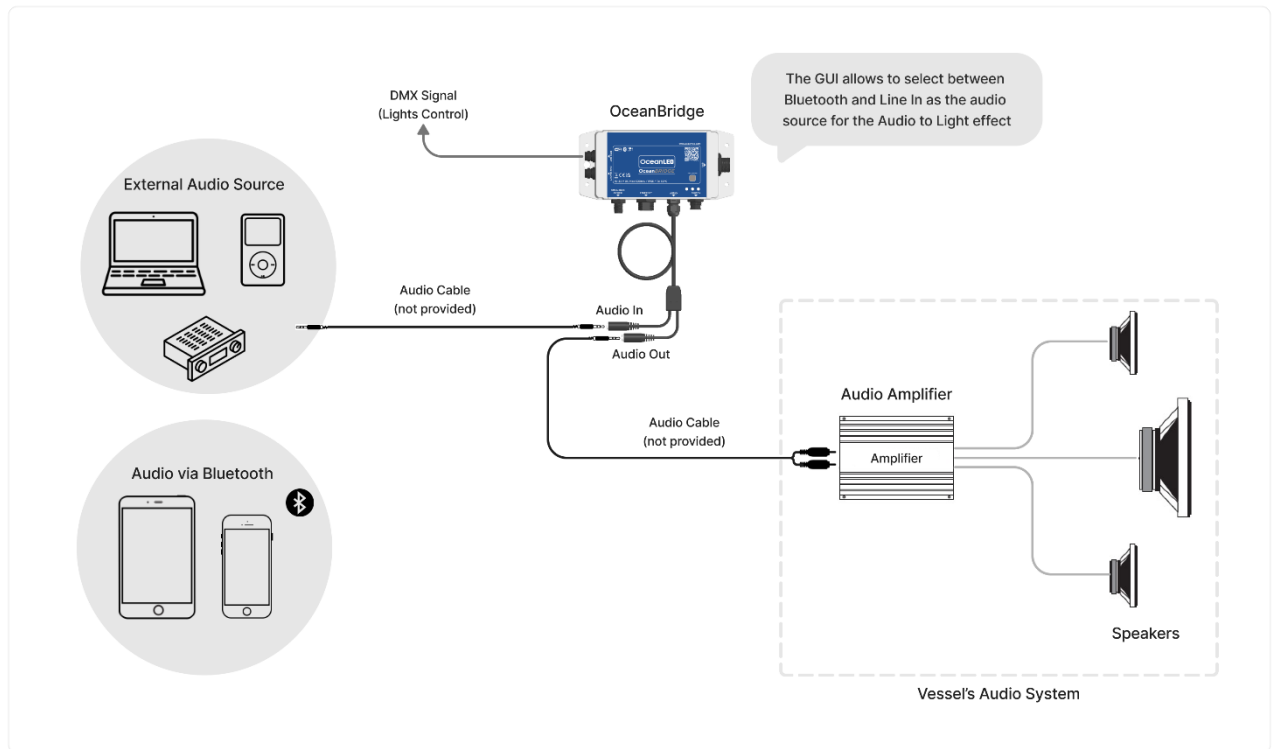 The GUI allows to select between
Bluetooth and Line In as the audio
source for the Audio to Light effect
DMX Signal
(Lights Control)
OceanBridge
OceanLED
OceanBRIDGE
External Audio Source
Audio Cable
(not provided)
Audio In
Audio Out
Audio Cable
(not provided)
Audio Amplifier
Amplifier
Audio via Bluetooth
Speakers
Vessel's Audio System